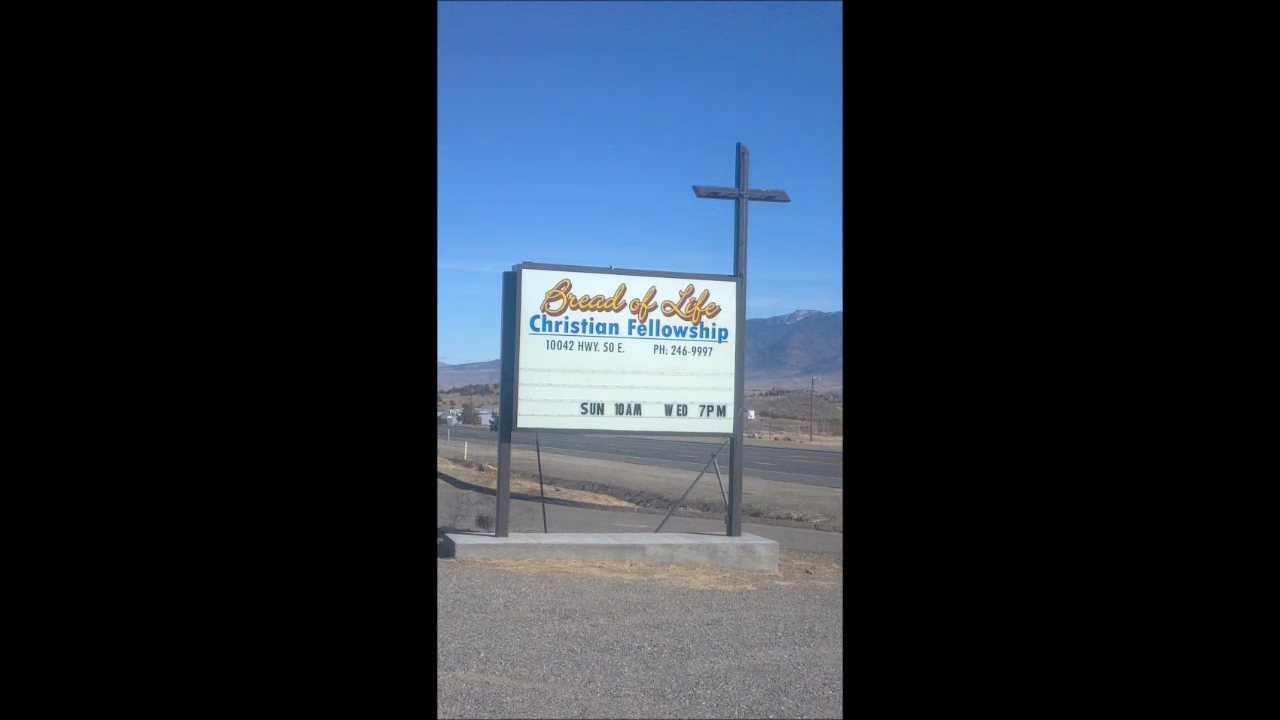 Bread of Life
Christian Fellowship
10042 HWY. 50 E. PH: 246-9997
SUN 10AM WED 7PM